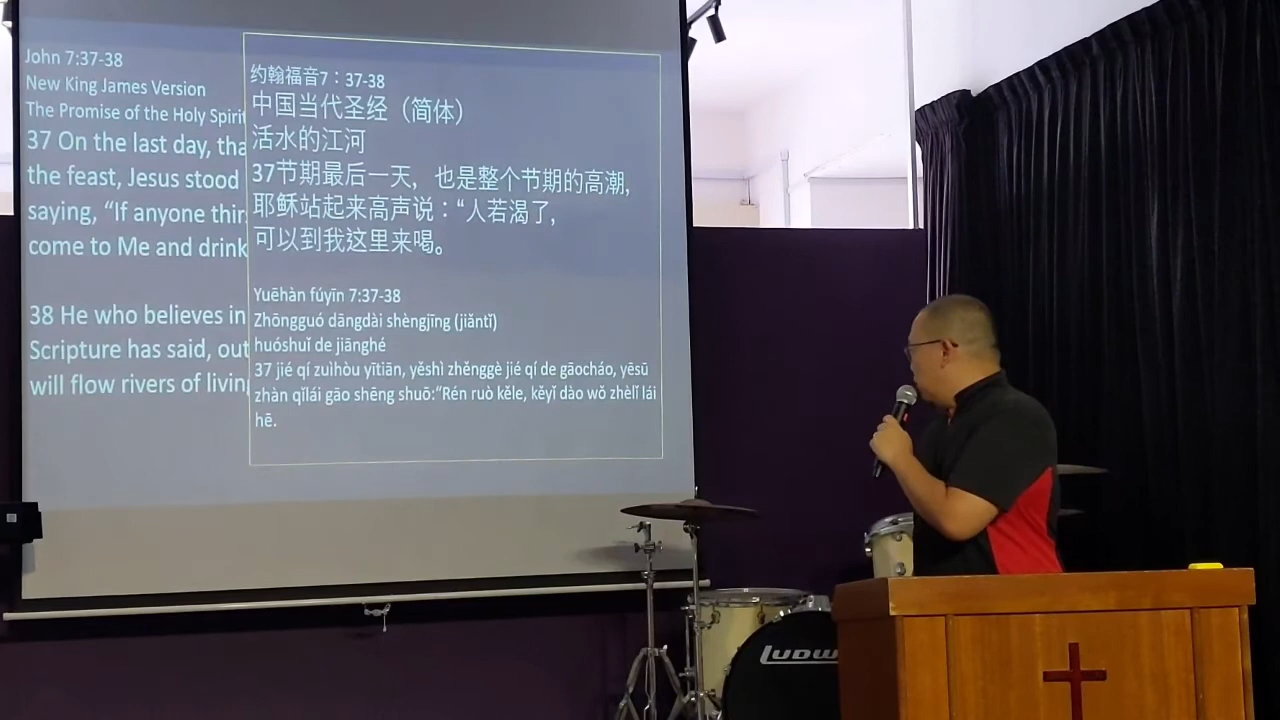 John 7:37-38
New King James Version
The Promise of the Holy Spirit
37 On the last day, tha
the feast, Jesus stood
saying, “If anyone thir
come to Me and drink
38 He who believes in
Scripture has said, out
will flow rivers of living
约翰福音7：37-38
中国当代圣经（简体）
活水的江河
37节期最后一天，也是整个节期的高潮，
耶稣站起来高声说：“人若渴了，
可以到我这里来喝。
Yuēhàn fúyīn 7:37-38
Zhōngguó dāngdài shèngjīng (jiǎntǐ)
huóshuǐ de jiānghé
37 jié qí zuìhòu yītiān, yěshì zhěnggè jié qí de gāocháo, yēsū
zhàn qǐlái gāo shēng shuō:“Rén ruò kěle, kěyǐ dào wǒ zhèlǐ lái
hē.
LUDW